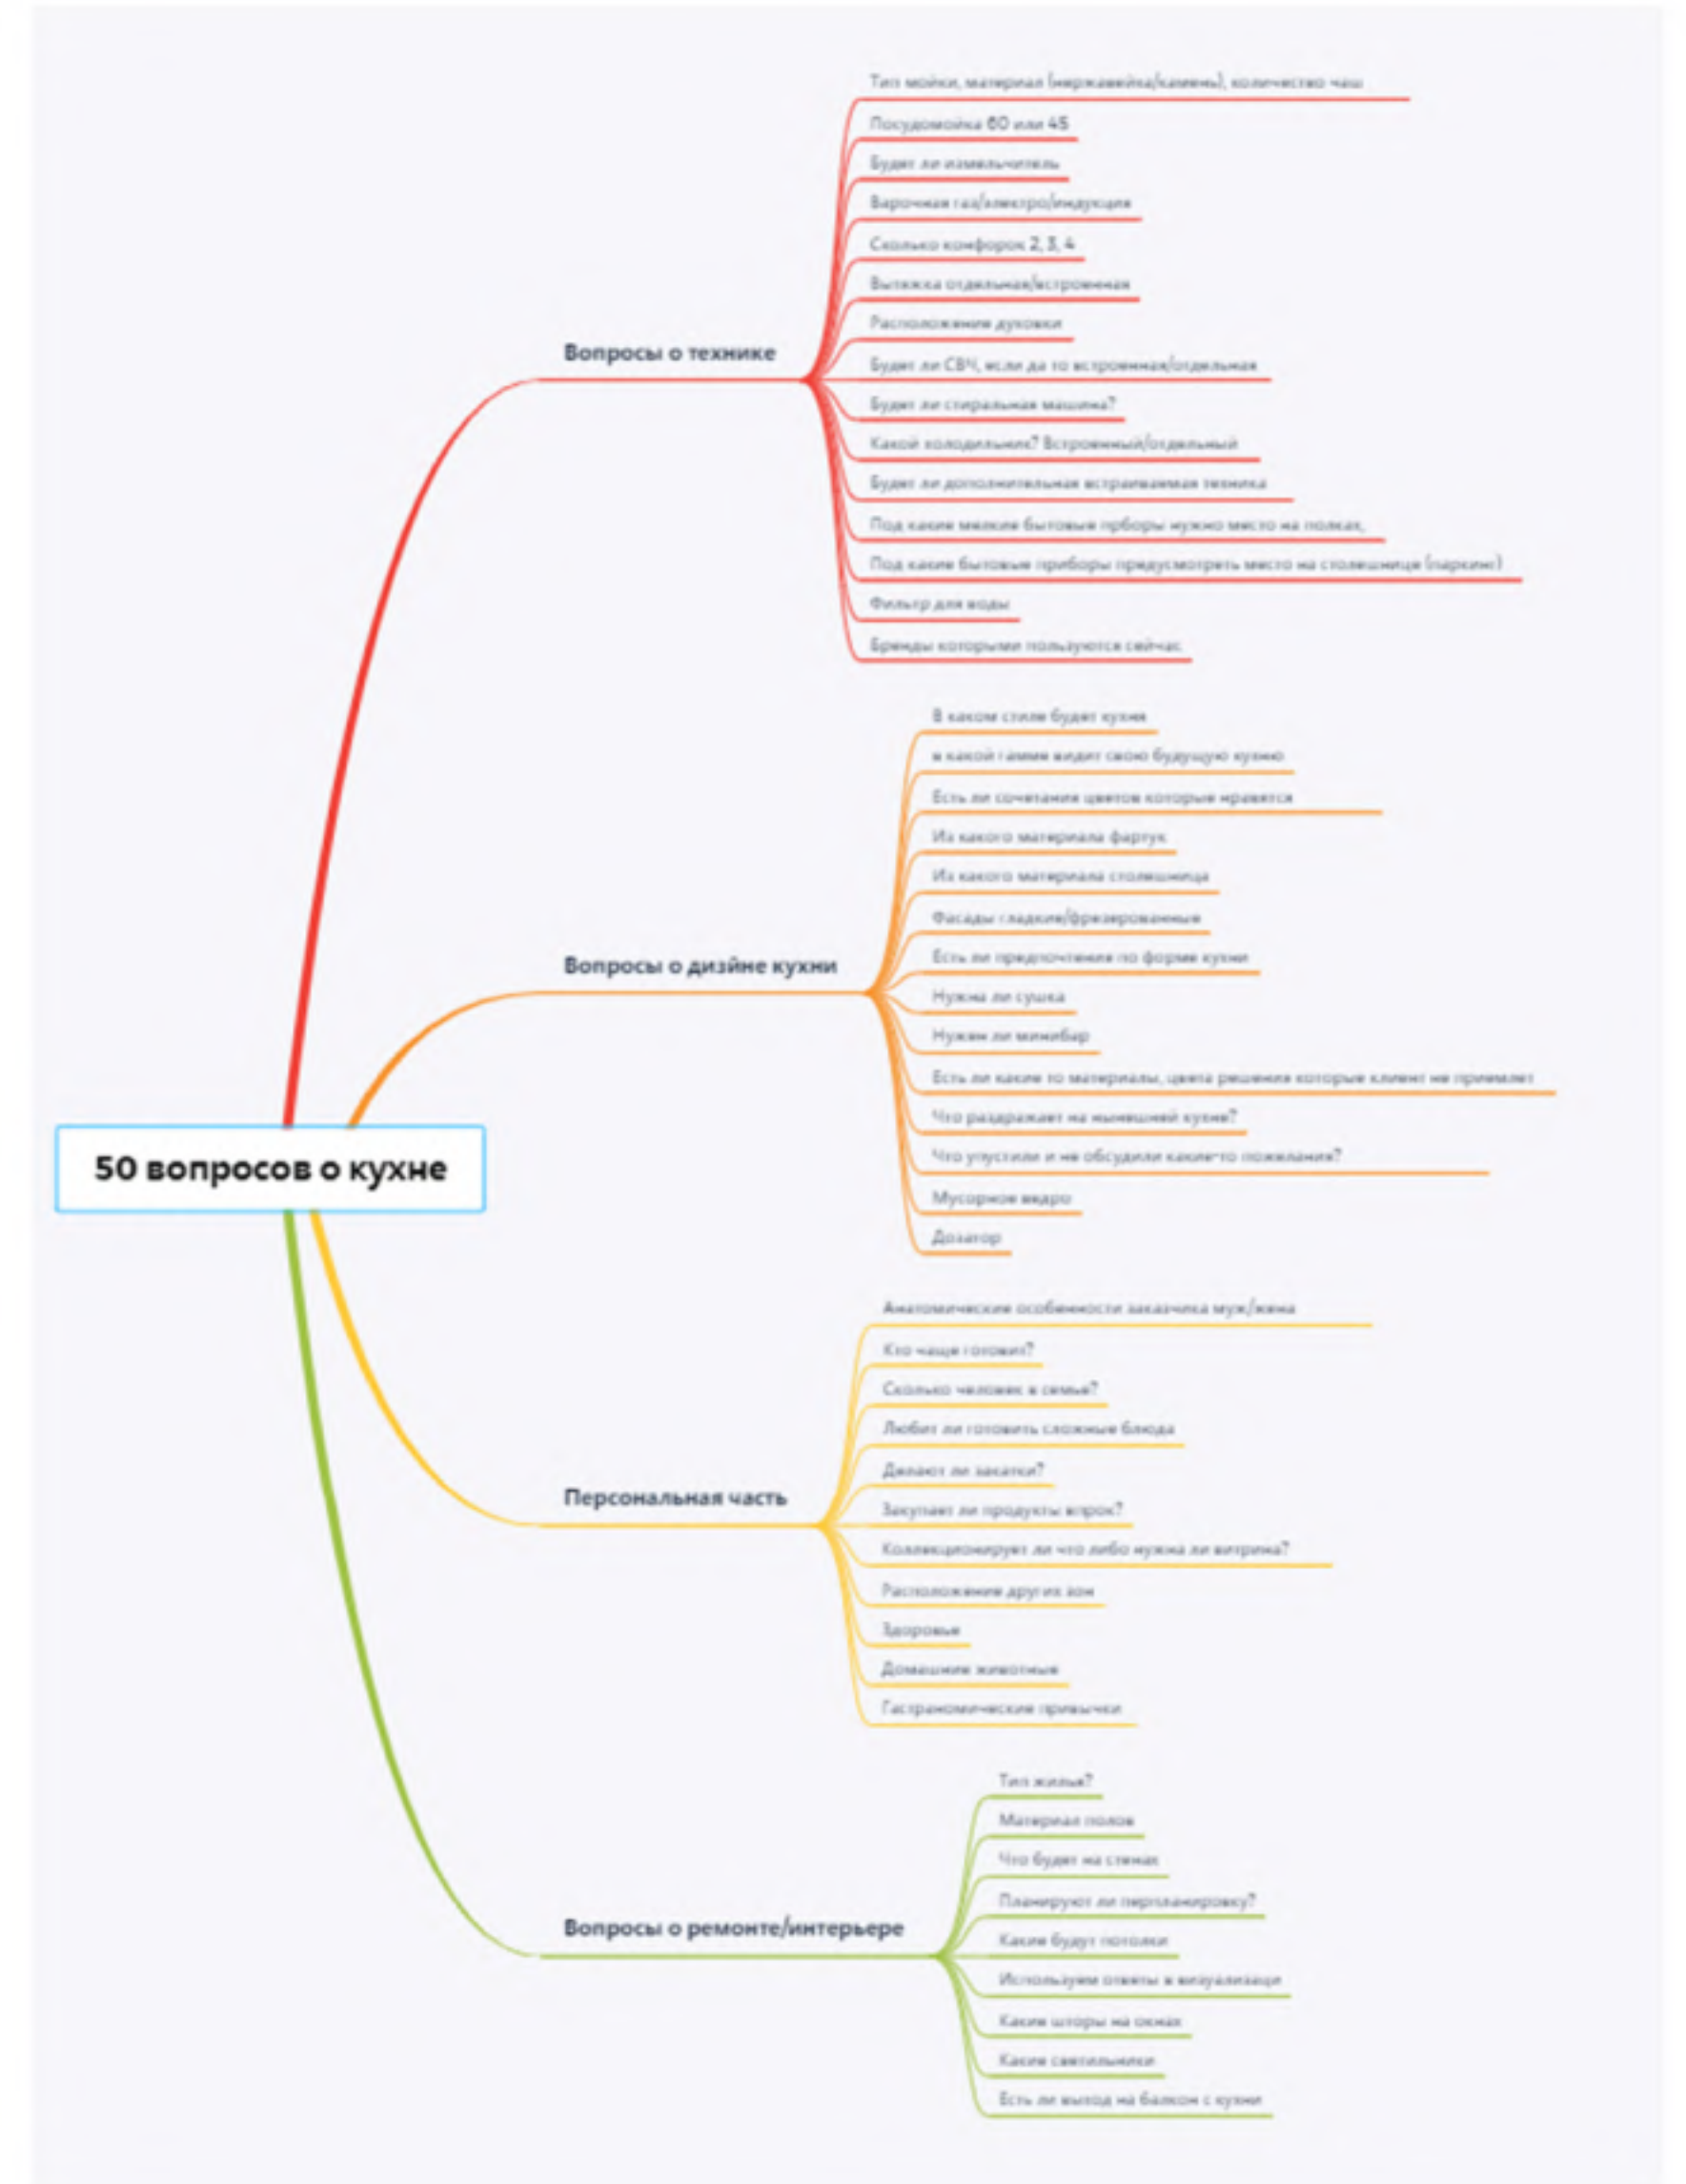 Тип мойки, материал (нержавейка/камень), количество чаш
Посудомойка 60 или 45
Будет ли измельчитель
Варочная газ/электро/индукция
Сколько конфорок 2, 3, 4
Вытяжка отдельная/встроенная
Расположение духовки
Вопросы о технике
Будет ли СВЧ, если да то встроенная/отдельная
Будет ли стиральная машина?
Какой холодильник? Встроенный/отдельный
Будет ли дополнительная встраиваемая техника
Под какие мелкие бытовые прборы нужно место на полках,
Под какие бытовые приборы предусмотреть место на столешнице (паркинг)
Фильтр для воды
Бренды которыми пользуются сейчас
В каком стиле будет кухня
в какой гамме видит свою будущую кухню
Есть ли сочетания цветов которые нравятся
Из какого материала фартук
Из какого материала столешница
Фасады гладкие/фрезерованные
Есть ли предпочтения по форме кухни
Вопросы о дизйне кухни
Нужна ли сушка
Нужен ли минибар
Есть ли какие то материалы, цвета решения которые клиент не приемлет
Что раздражает на нынешней кухне?
Что упустили и не обсудили какие-то пожелания?
50 вопросов о кухне
Мусорное ведро
Дозатор
Анатомические особенности заказчика муж/жена
Кто чаще готовит?
Сколько человек в семье?
Любит ли готовить сложные блюда
Делают ли закатки?
Персональная часть
Закупает ли продукты впрок?
Коллекционирует ли что либо нужна ли витрина?
Расположение других зон
Здоровье
Домашние животные
Гастраномические привычки
Тип жилья?
Материал полов
Что будет на стенах
Планируют ли перпланировку?
Вопросы о ремонте/интерьере
Какие будут потолки
Используем ответы в визуализаци
Какие шторы на окнах
Какие светильники
Есть ли выход на балкон с кухни